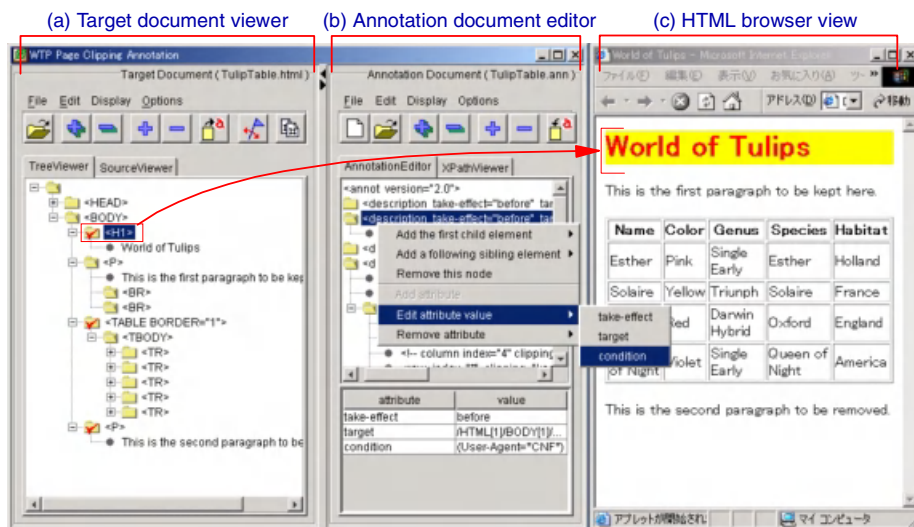 (a) Target document viewer
(b) Annotation document editor
(c) HTML browser view
WTP Page Clipping Annotation
Target Document ( TulipTable.html )
File Edit Display Options
TreeViewer SourceViewer
<HEAD>
<BODY>
<H1>
World of Tulips
<P>
This is the first paragraph to be kep
<BR>
<BR>
<TABLE BORDER="1">
<TBODY>
<TR>
<TR>
<TR>
<TR>
<TR>
<P>
This is the second paragraph to be
Annotation Document ( TulipTable.ann )
File Edit Display Options
AnnotationEditor XPathViewer
<annot version="2.0">
<description take-effect="before" tar
<description take-effect="before" tar
<d
<d
Add the first child element
Add a following sibling element
Remove this node
Add attribute
Edit attribute value
Remove attribute
take-effect
target
condition
<!-- column index="4" clipping
attribute value
take-effect before
target /HTML[1]/BODY[1]/...
condition (User-Agent="CNF")
World of Tulips - Microsoft Internet Explorer
ファイル(F) 編集(E) 表示(V) お気に入り(A) ツ- »
アドレス(D) 移動
World of Tulips
This is the first paragraph to be kept here.
Name Color Genus Species Habitat
Esther Pink Single Early Esther Holland
Solaire Yellow Triunph Solaire France
Red Darwin Hybrid Oxford England
of Night Violet Single Early Queen of Night America
This is the second paragraph to be removed.
アプレットが開始され マイ コンピュータ